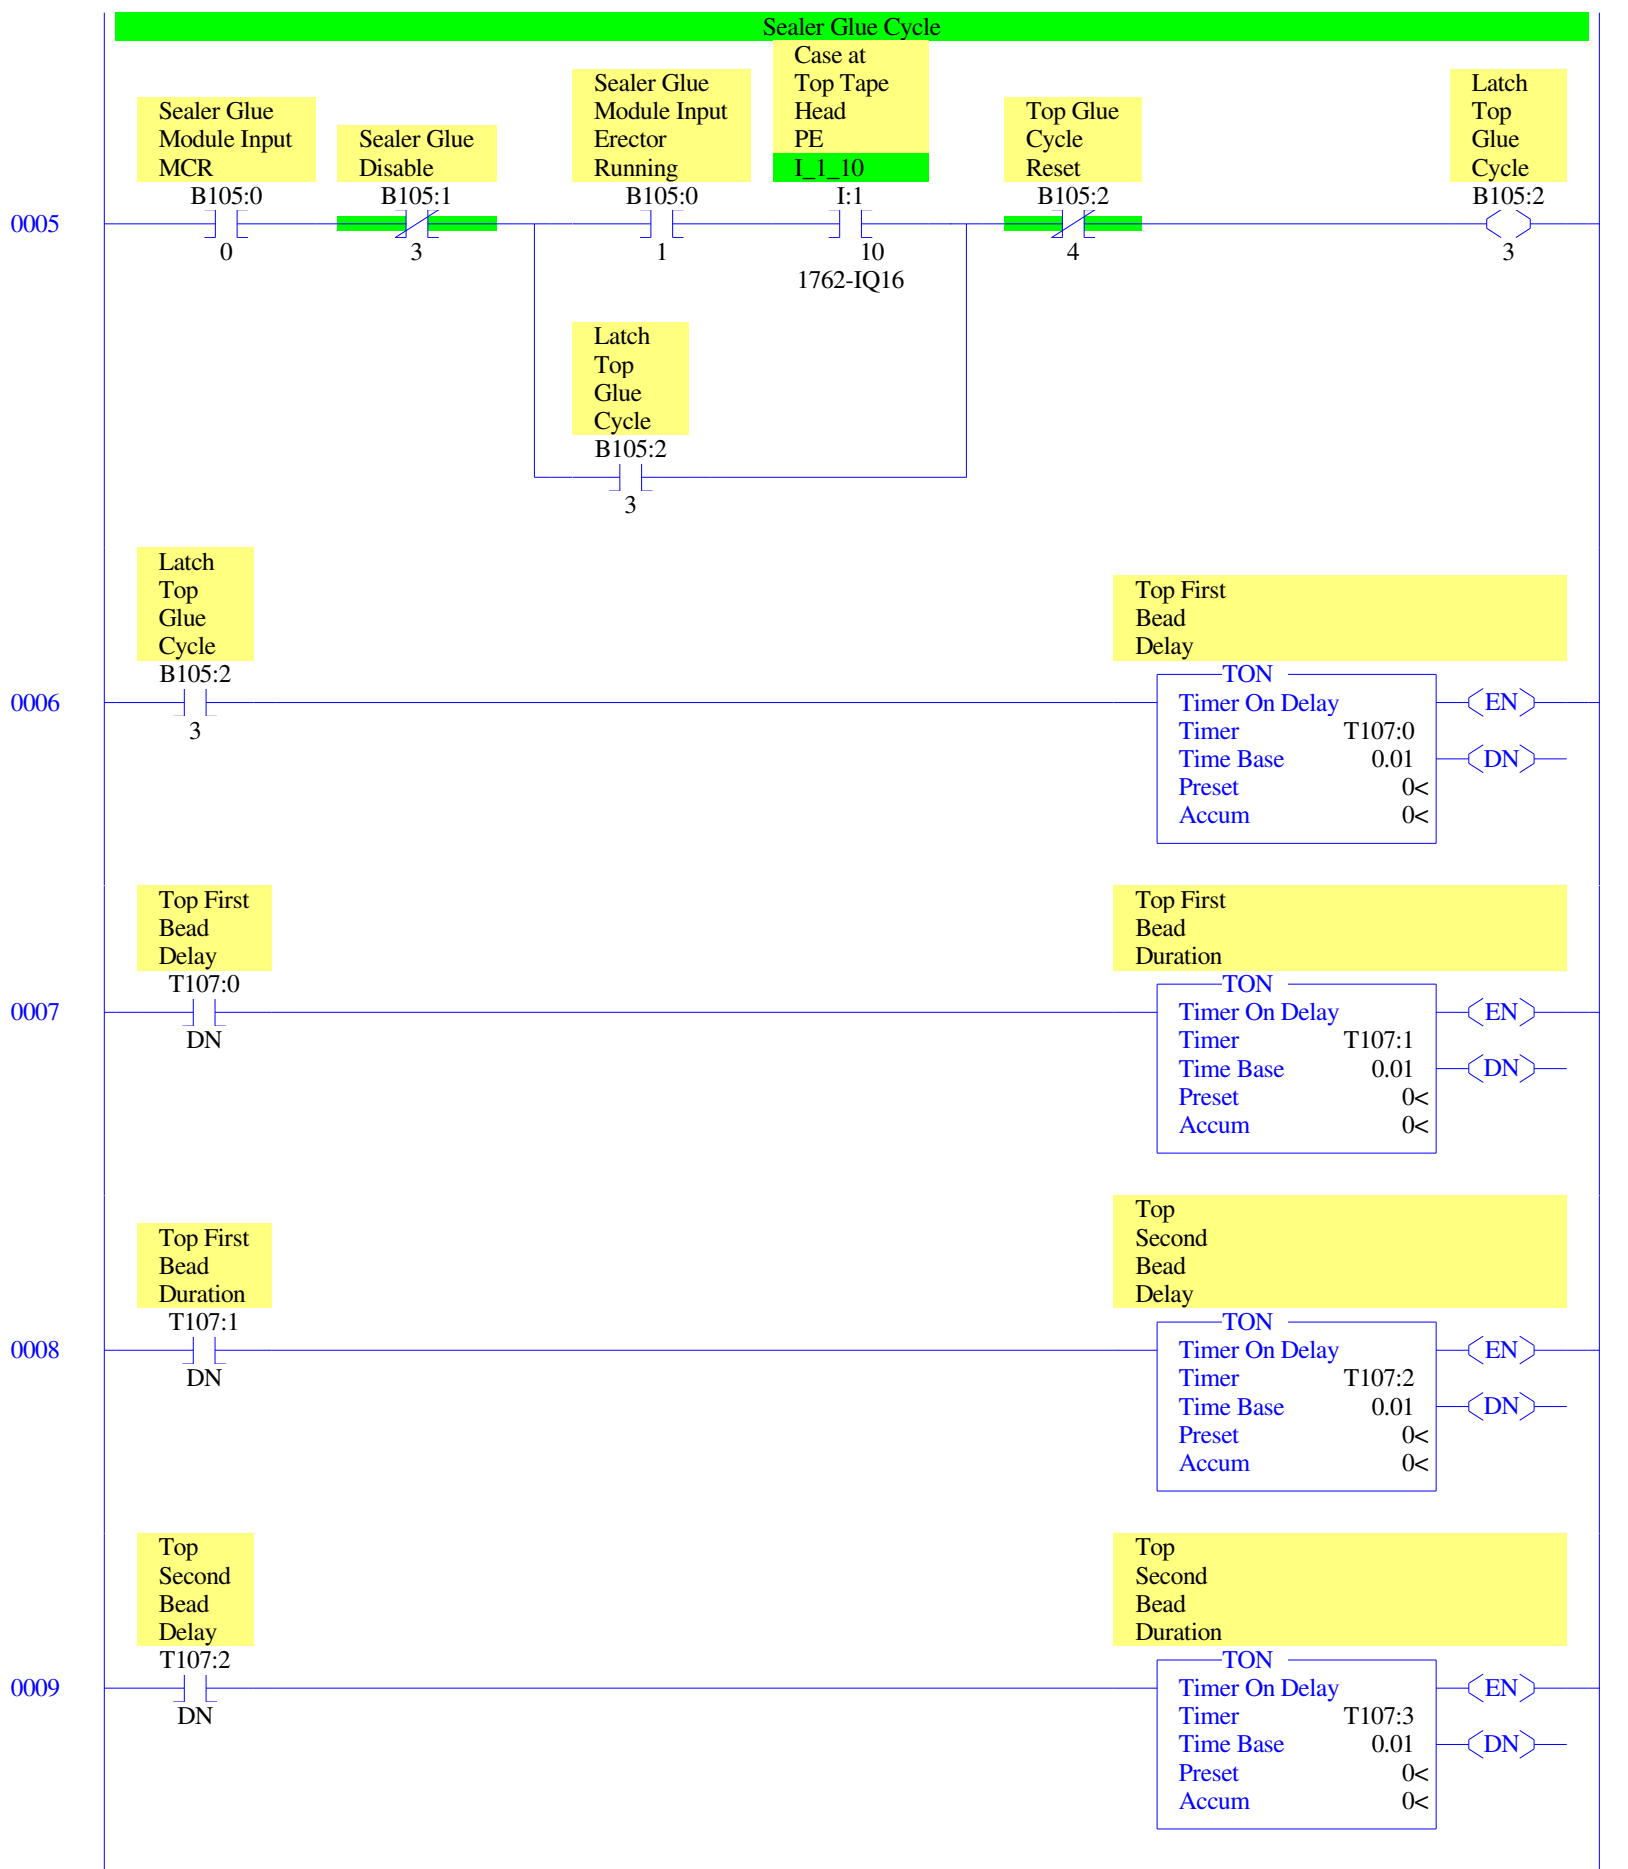 Sealer Glue Cycle
Sealer Glue
Module Input
MCR
B105:0
0
Sealer Glue
Disable
B105:1
3
Sealer Glue
Module Input
Erector
Running
B105:0
1
Case at
Top Tape
Head
PE
I_1_10
I:1
10
1762-IQ16
Top Glue
Cycle
Reset
B105:2
4
Latch
Top
Glue
Cycle
B105:2
3
0005
Latch
Top
Glue
Cycle
B105:2
3
0006
Latch
Top
Glue
Cycle
B105:2
3
Top First
Bead
Delay
TON
Timer On Delay
Timer T107:0
Time Base 0.01
Preset 0<
Accum 0<
EN
DN
0007
Top First
Bead
Delay
T107:0
DN
Top First
Bead
Duration
TON
Timer On Delay
Timer T107:1
Time Base 0.01
Preset 0<
Accum 0<
EN
DN
0008
Top First
Bead
Duration
T107:1
DN
Top
Second
Bead
Delay
TON
Timer On Delay
Timer T107:2
Time Base 0.01
Preset 0<
Accum 0<
EN
DN
0009
Top
Second
Bead
Delay
T107:2
DN
Top
Second
Bead
Duration
TON
Timer On Delay
Timer T107:3
Time Base 0.01
Preset 0<
Accum 0<
EN
DN